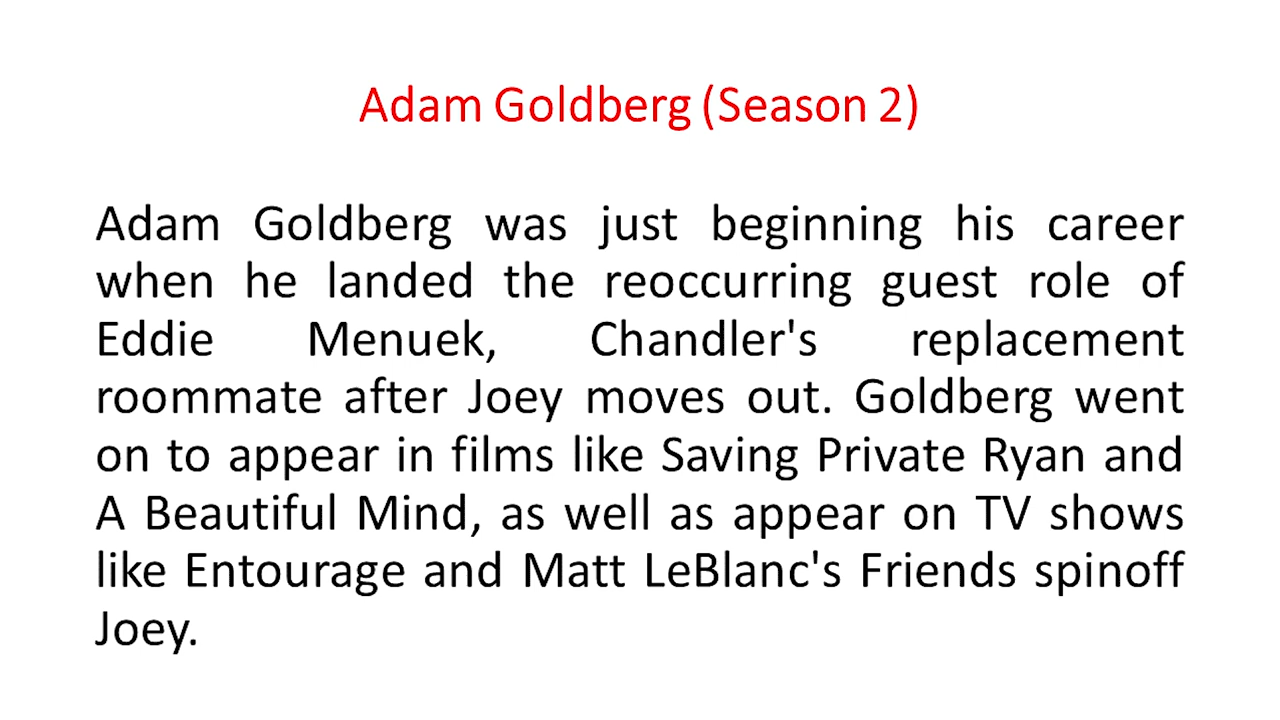 Adam Goldberg (Season 2)
Adam Goldberg was just beginning his career
when he landed the reoccurring guest role of
Eddie Menuek, Chandler's replacement
roommate after Joey moves out. Goldberg went
on to appear in films like Saving Private Ryan and
A Beautiful Mind, as well as appear on TV shows
like Entourage and Matt LeBlanc's Friends spinoff
Joey.